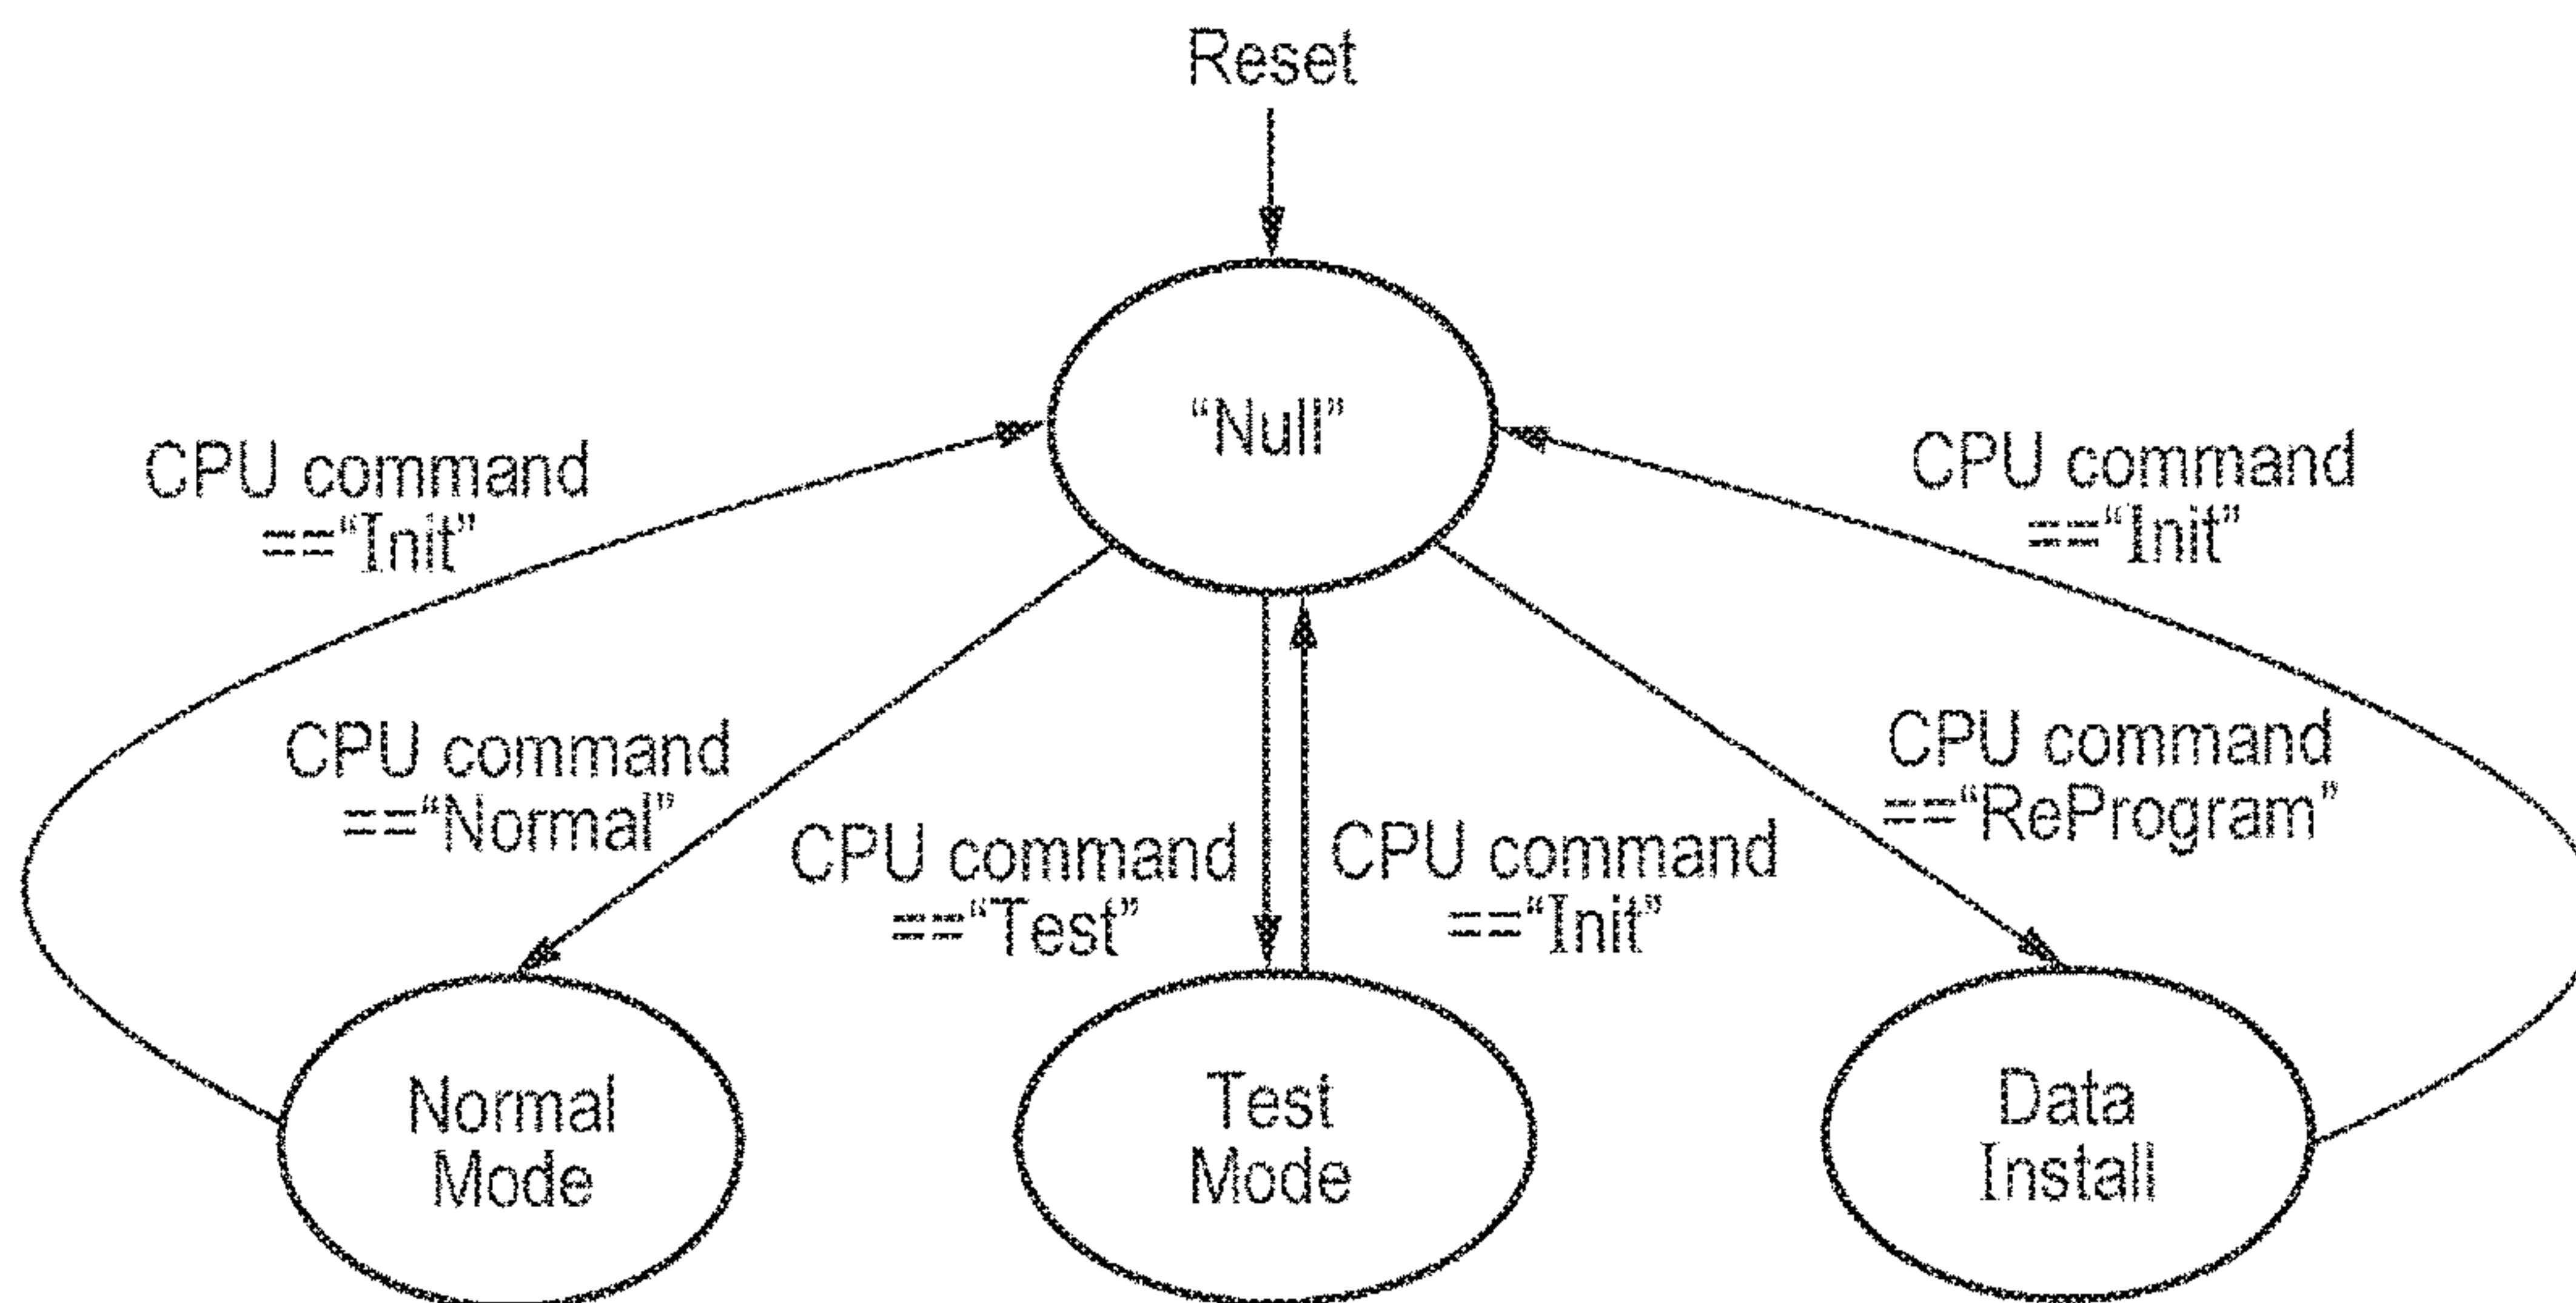 Reset
“Null”
CPU command
==“Init”
CPU command
==“Init”
CPU command
==“Normal”
CPU command
==“ReProgram”
CPU command
==“Test”
CPU command
==“Init”
Normal
Mode
Test
Mode
Data
Install